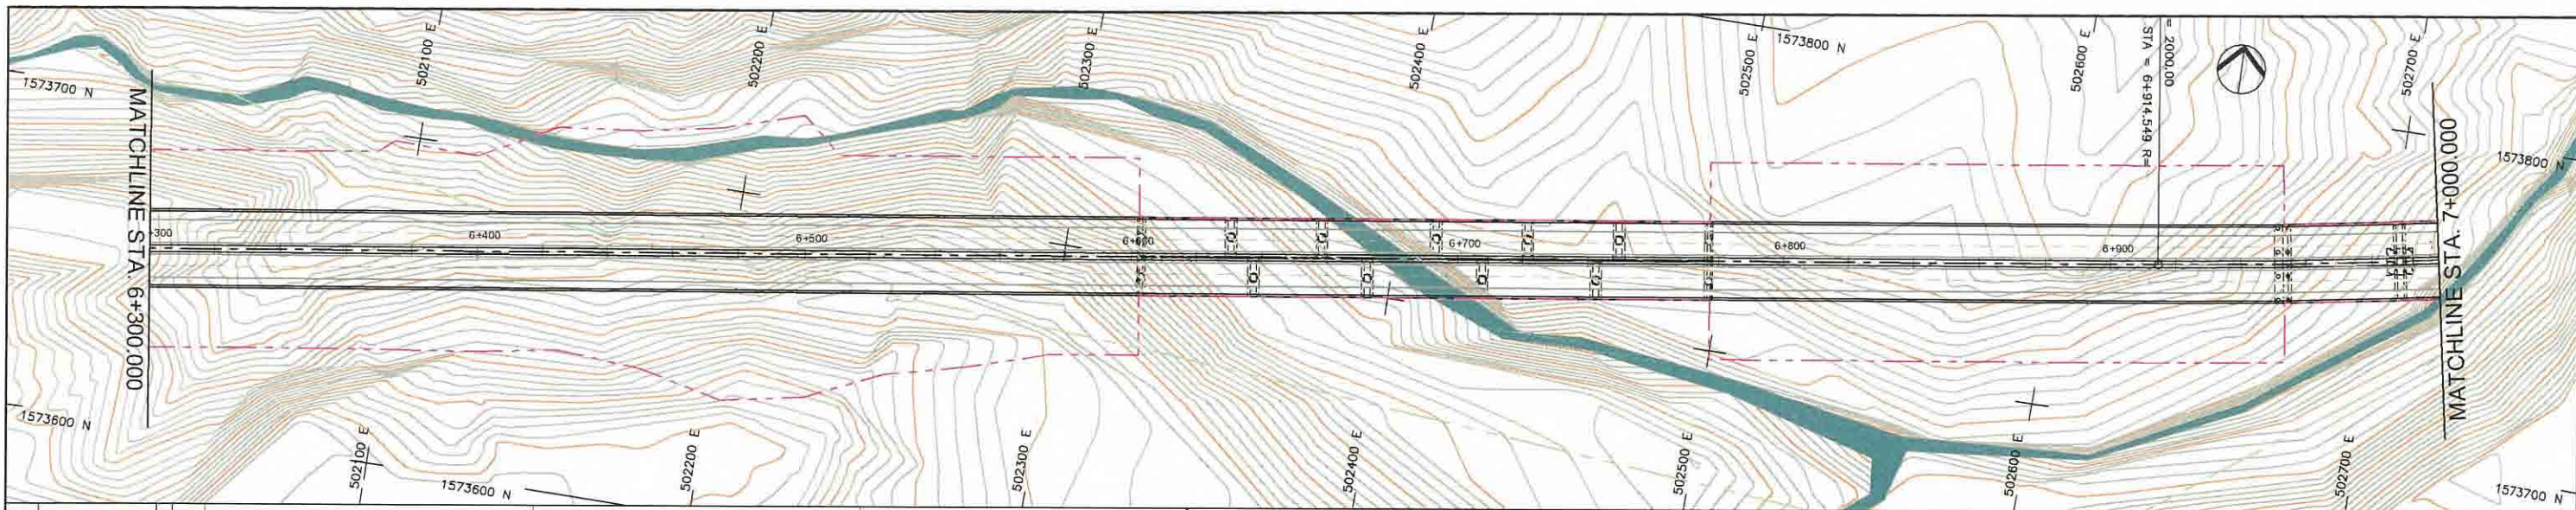 502100 E
502200 E
502300 E
502400 E
502500 E
1573800 N
502600 E
STA = 6+914.549 R=
= 2000.00
502700 E
1573700 N
MATCHLINE STA. 6+300.000
MATCHLINE STA. 7+000.000
1573800 N
+300
6+400
6+500
6+600
6+700
6+800
6+900
1573600 N
502100 E
1573600 N
502200 E
502300 E
502400 E
502500 E
502600 E
502700 E
1573700 N